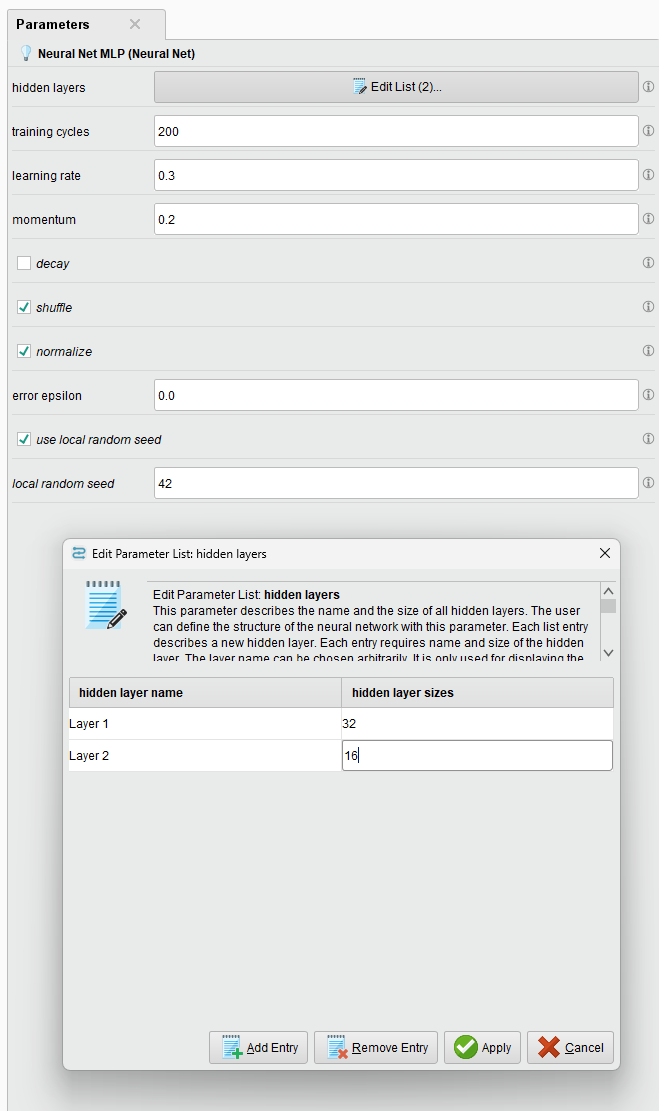 Parameters
Neural Net MLP (Neural Net)
hidden layers
Edit List (2)...
training cycles
200
learning rate
0.3
momentum
0.2
decay
shuffle
normalize
error epsilon
0.0
use local random seed
local random seed
42
Edit Parameter List: hidden layers
Edit Parameter List: hidden layers
This parameter describes the name and the size of all hidden layers. The user
can define the structure of the neural network with this parameter. Each list entry
describes a new hidden layer. Each entry requires name and size of the hidden
layer. The layer name can be chosen arbitrarily. It is only used for displaying the
hidden layer name
hidden layer sizes
Layer 1
32
Layer 2
16
Add Entry
Remove Entry
Apply
Cancel